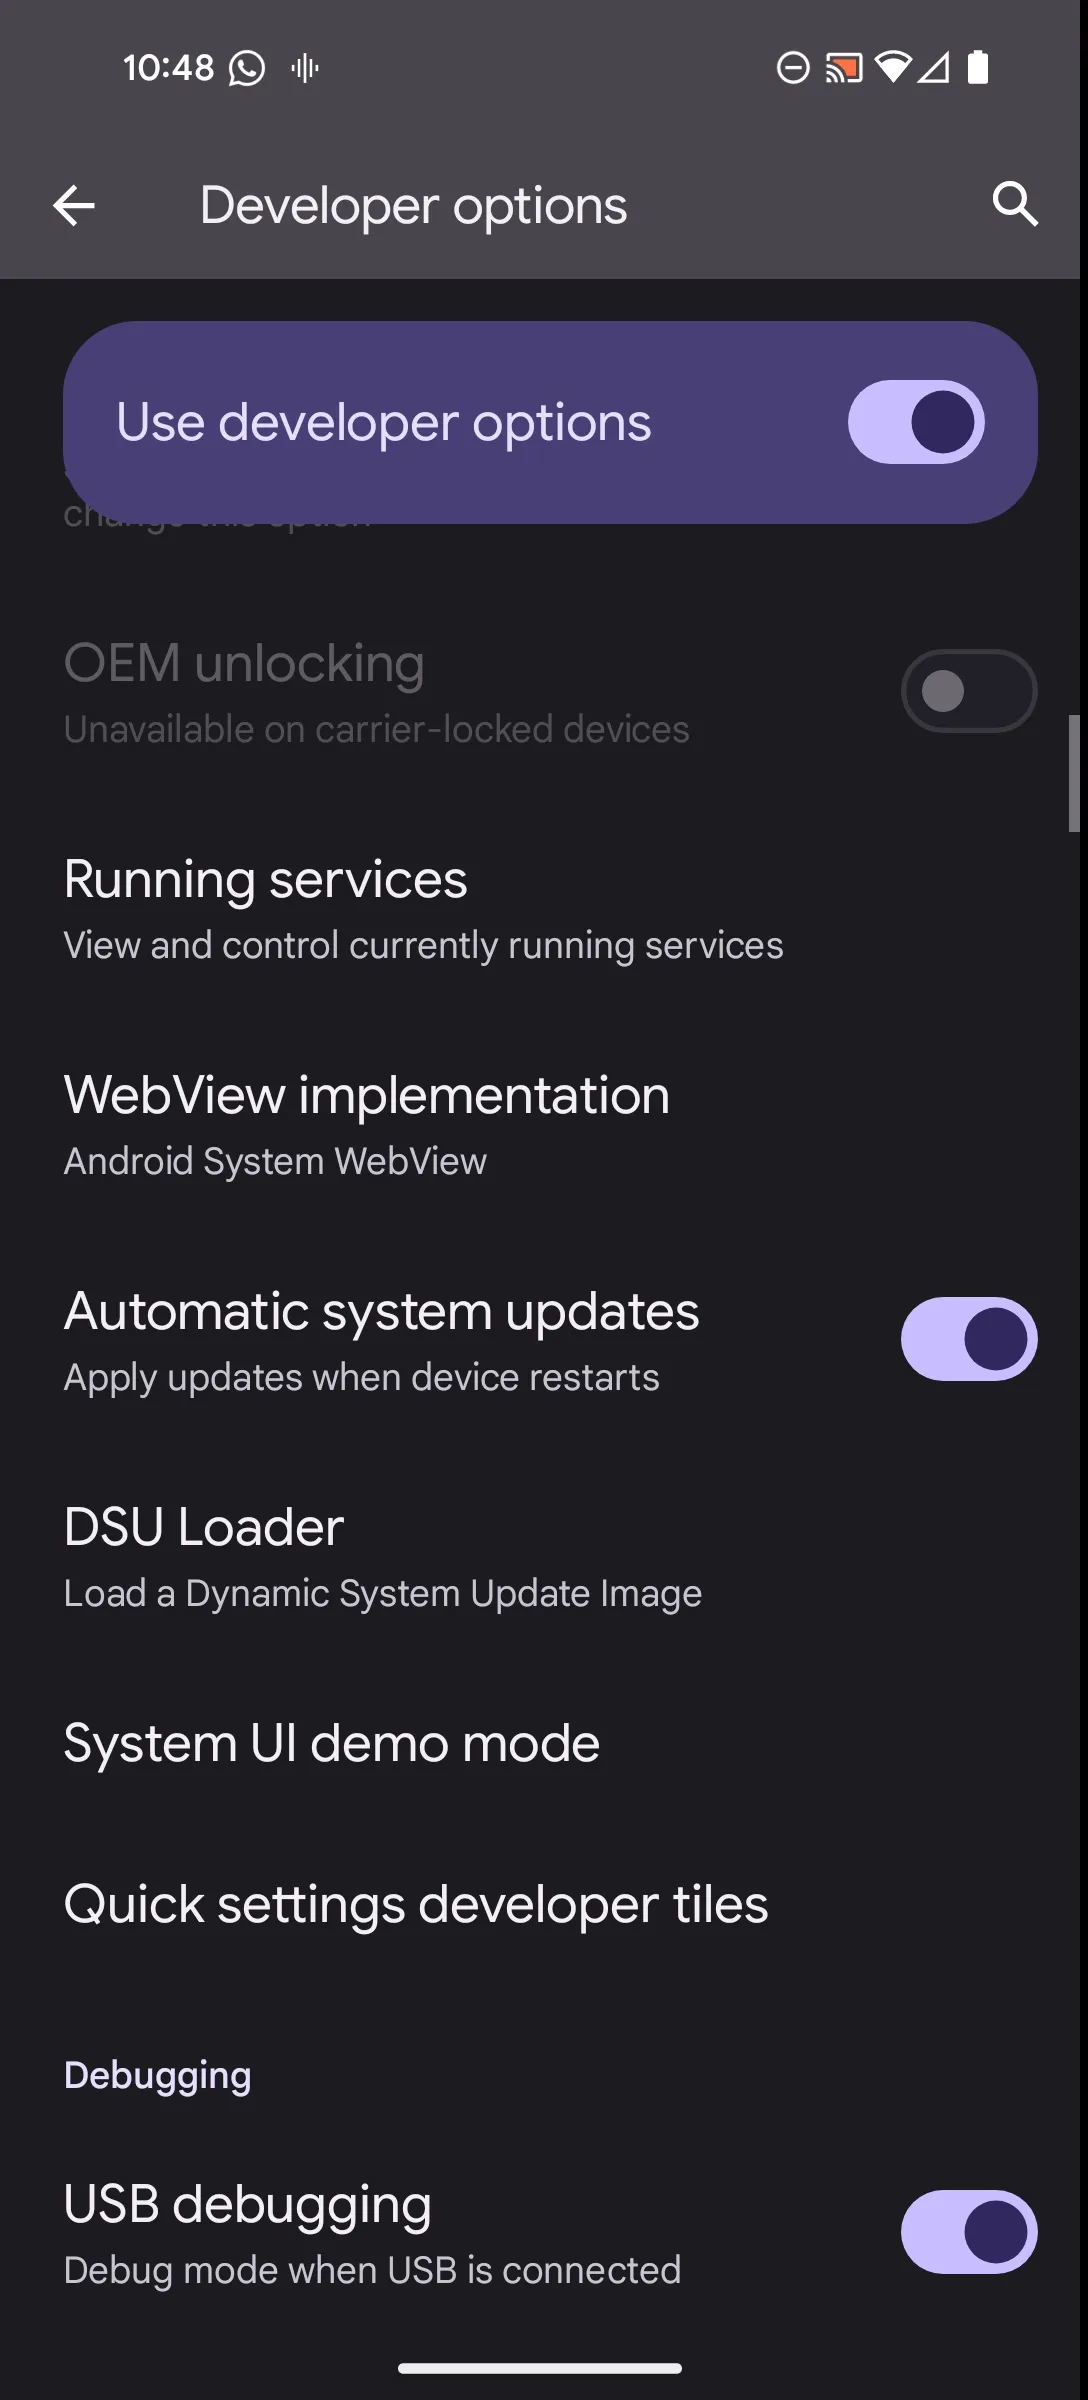 10:48
Developer options
Use developer options
change this option
OEM unlocking
Unavailable on carrier-locked devices
Running services
View and control currently running services
WebView implementation
Android System WebView
Automatic system updates
Apply updates when device restarts
DSU Loader
Load a Dynamic System Update Image
System UI demo mode
Quick settings developer tiles
Debugging
USB debugging
Debug mode when USB is connected